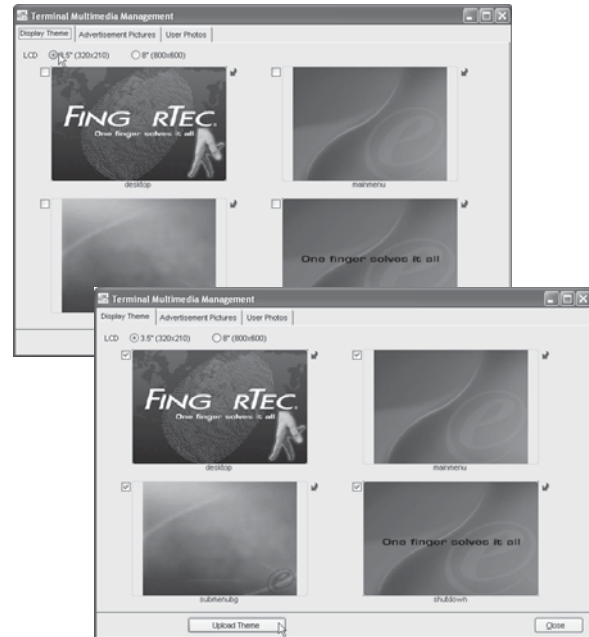 Terminal Multimedia Management
Display Theme Advertisement Pictures User Photos
LCD 3.5" (320x210) 8" (800x600)
FING RTEC
One finger solves it all
desktop mainmenu
One finger solves it all
Terminal Multimedia Management
Display Theme Advertisement Pictures User Photos
LCD 3.5" (320x210) 8" (800x600)
FING RTEC
One finger solves it all
desktop mainmenu
One finger solves it all
submenubg shutdown
Upload Theme Close